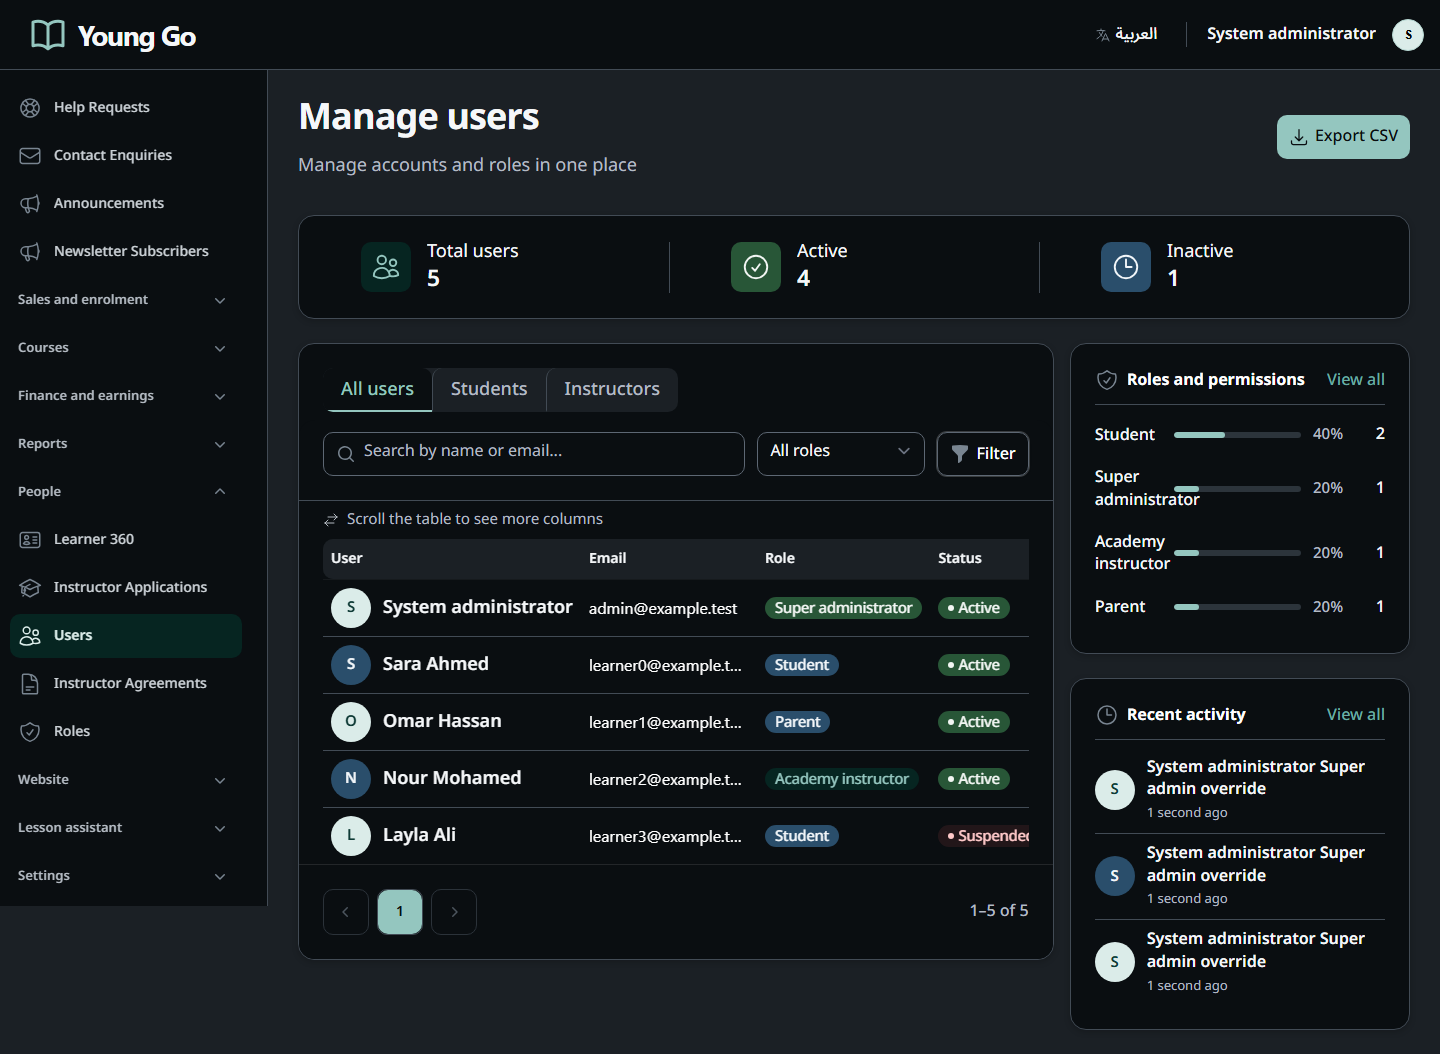 Young Go
العربية
System administrator
S
Help Requests
Contact Enquiries
Announcements
Newsletter Subscribers
Sales and enrolment
Courses
Finance and earnings
Reports
People
Learner 360
Instructor Applications
Users
Instructor Agreements
Roles
Website
Lesson assistant
Settings
Manage users
Manage accounts and roles in one place
Export CSV
Total users
5
Active
4
Inactive
1
All users Students Instructors
Search by name or email...
All roles
Filter
Scroll the table to see more columns
User Email Role Status
S System administrator admin@example.test Super administrator Active
S Sara Ahmed learner0@example.t... Student Active
O Omar Hassan learner1@example.t... Parent Active
N Nour Mohamed learner2@example.t... Academy instructor Active
L Layla Ali learner3@example.t... Student Suspended
1
1–5 of 5
Roles and permissions View all
Student 40% 2
Super
administrator 20% 1
Academy
instructor 20% 1
Parent 20% 1
Recent activity View all
S
System administrator Super
admin override
1 second ago
S
System administrator Super
admin override
1 second ago
S
System administrator Super
admin override
1 second ago